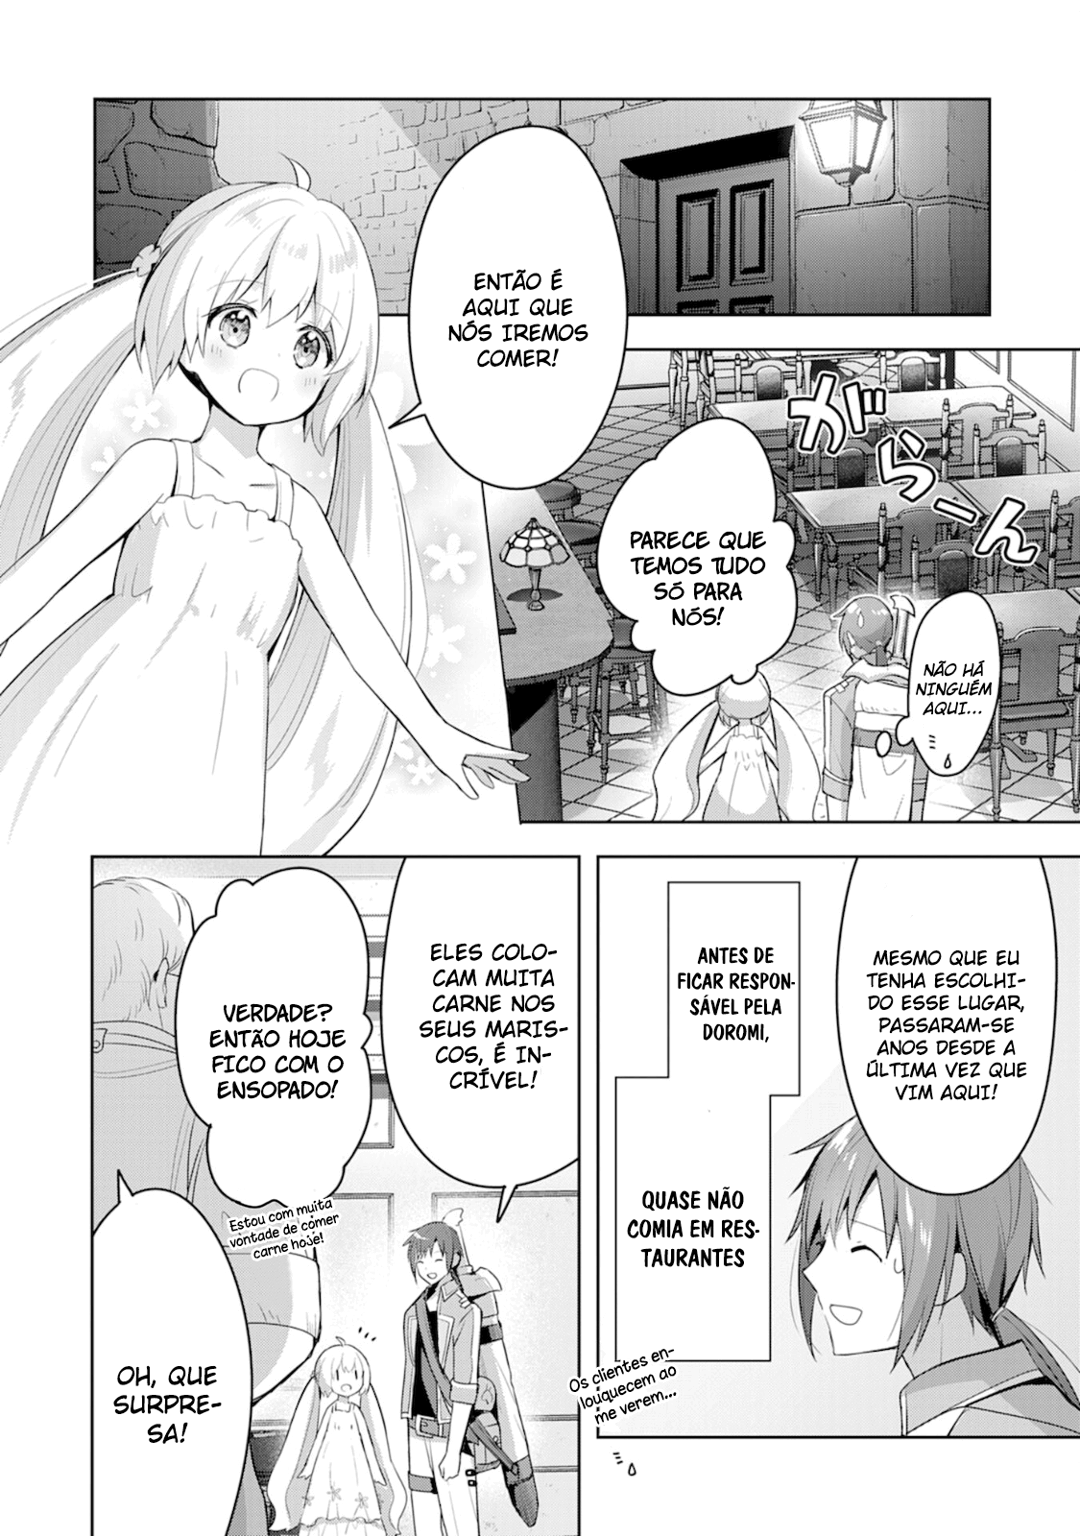 ENTÃO É
AQUI QUE
NÓS IREMOS
COMER!
がらーん
PARECE QUE
TEMOS TUDO
SÓ PARA
NÓS!
NÃO HÁ
NINGUÉM
AQUI...
ELES COLO-
CAM MUITA
CARNE NOS
SEUS MARIS-
COS, É IN-
CRÍVEL!
VERDADE?
ENTÃO HOJE
FICO COM O
ENSOPADO!
Estou com muita
vontade de comer
carne hoje!
OH, QUE
SURPRE-
SA!
MESMO QUE EU
TENHA ESCOLHI-
DO ESSE LUGAR,
PASSARAM-SE
ANOS DESDE A
ÚLTIMA VEZ QUE
VIM AQUI!
ANTES DE
FICAR RESPON-
SÁVEL PELA
DOROMI,
QUASE NÃO
COMIA EM RES-
TAURANTES
Os clientes en-
louquecem ao
me verem...